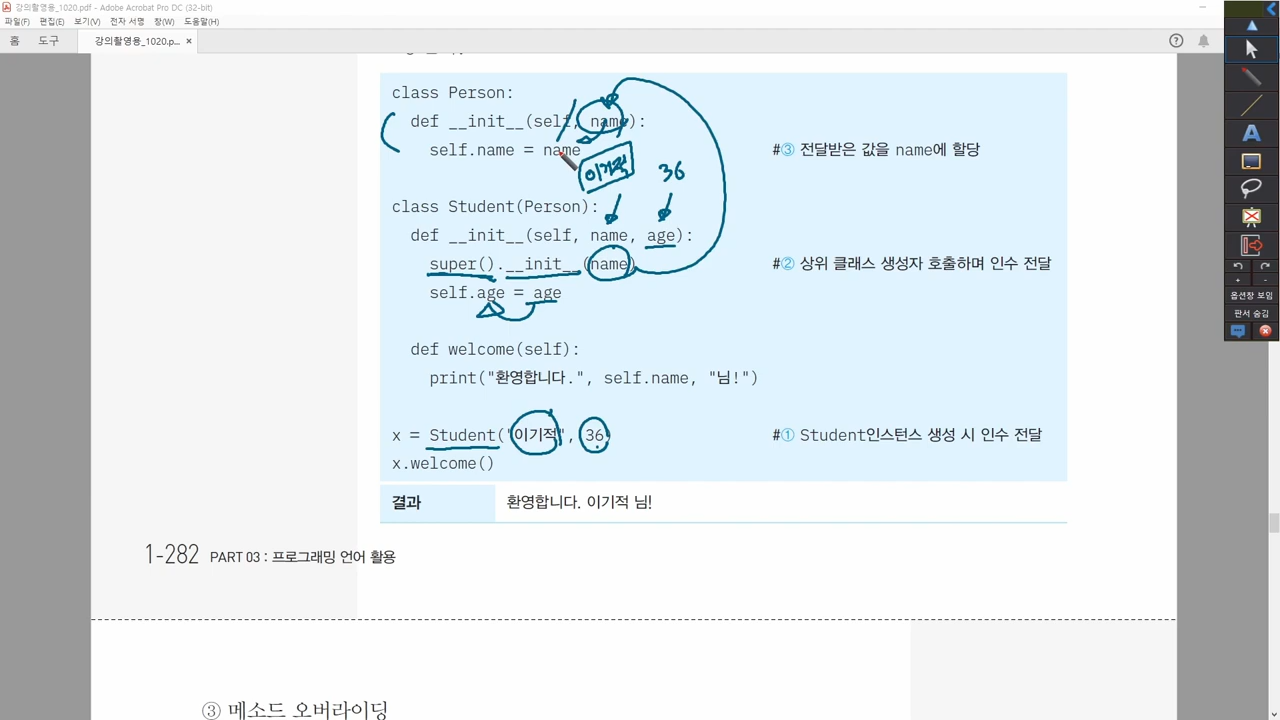 강의촬영용_1020.pdf - Adobe Acrobat Pro DC (32-bit)
파일(F) 편집(E) 보기(V) 전자 서명 창(W) 도움말(H)
홈 도구 강의촬영용_1020.p... ×
class Person:
def __init__(self, name):
self.name = name #③ 전달받은 값을 name에 할당
이기적 36
class Student(Person):
def __init__(self, name, age):
super().__init__(name) #② 상위 클래스 생성자 호출하며 인수 전달
self.age = age
def welcome(self):
print("환영합니다.", self.name, "님!")
x = Student("이기적", 36) #① Student인스턴스 생성 시 인수 전달
x.welcome()
결과 환영합니다. 이기적 님!
1-282 PART 03 : 프로그래밍 언어 활용
③ 메소드 오버라이딩
A
옵션장 보임
판서 숨김